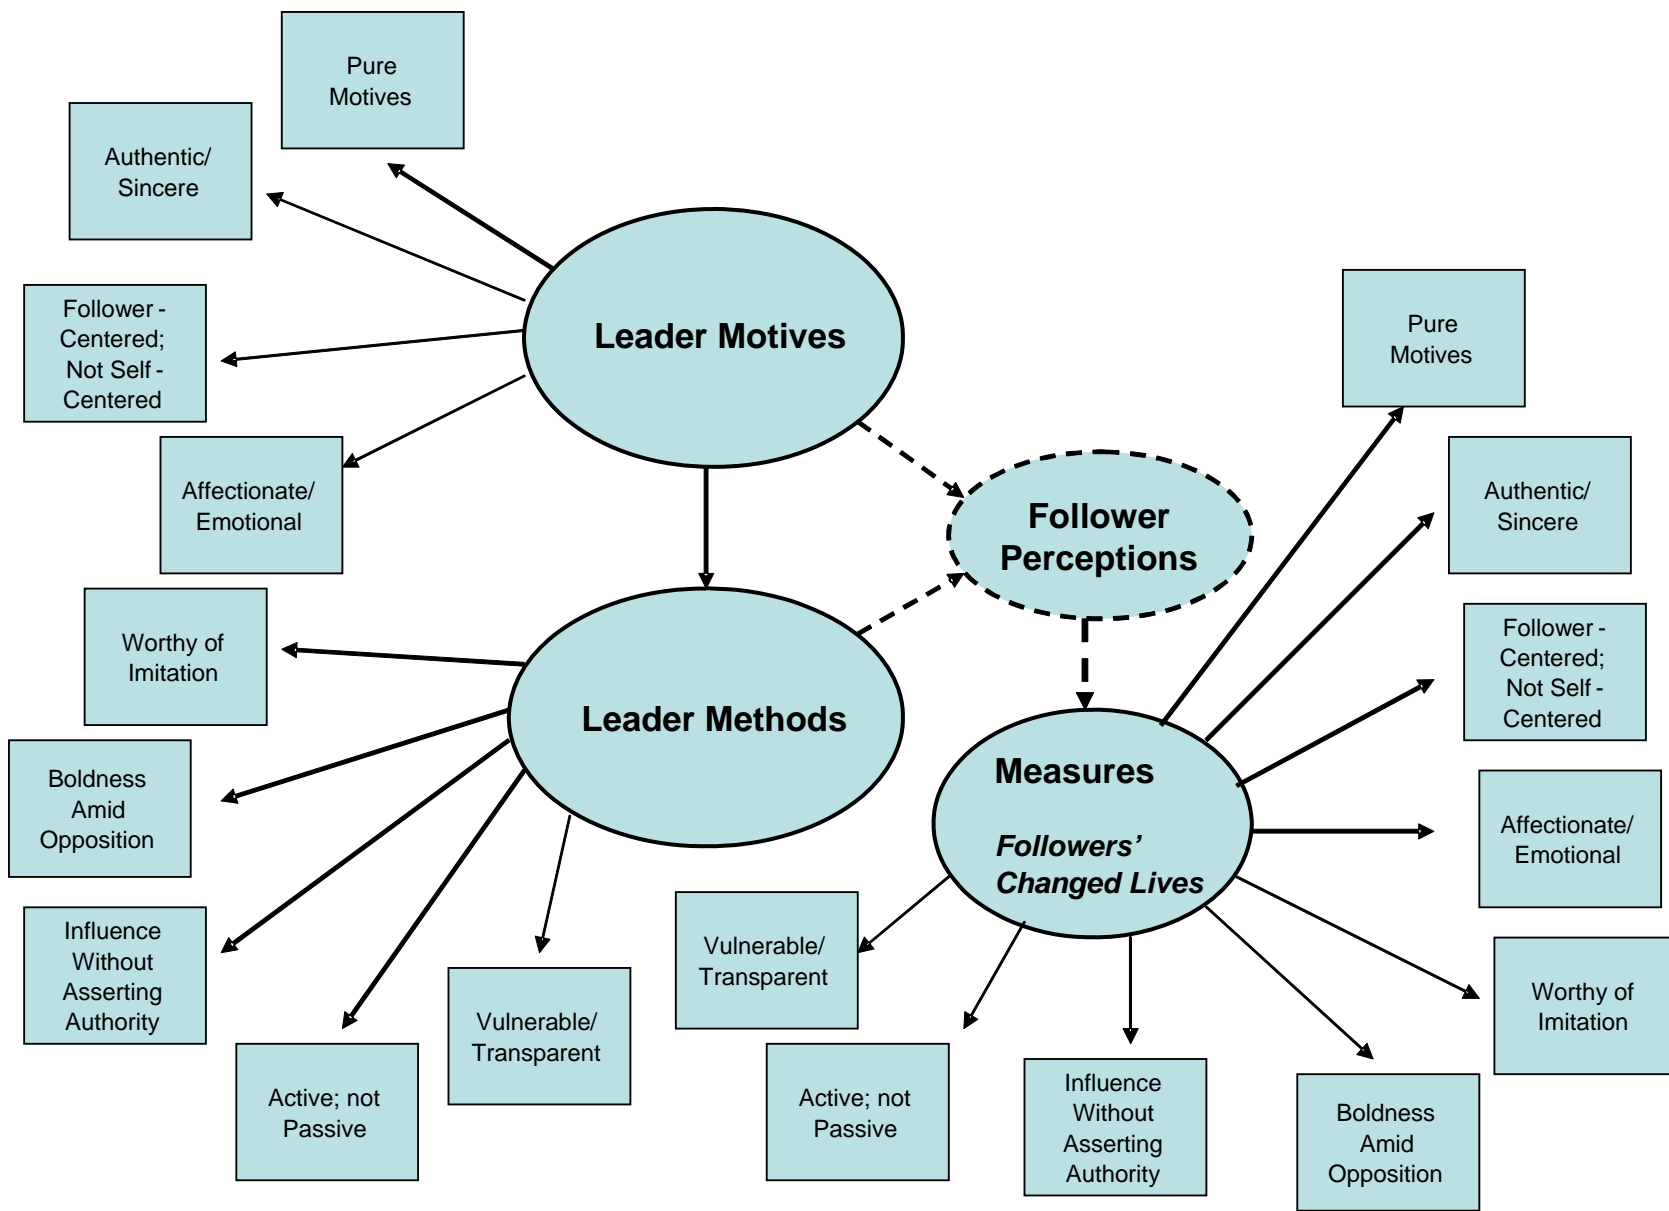 Pure
Motives
Authentic/
Sincere
Follower -
Centered;
Not Self -
Centered
Affectionate/
Emotional
Leader Motives
Follower
Perceptions
Worthy of
Imitation
Boldness
Amid
Opposition
Influence
Without
Asserting
Authority
Active; not
Passive
Vulnerable/
Transparent
Leader Methods
Measures
Followers’
Changed Lives
Pure
Motives
Authentic/
Sincere
Follower -
Centered;
Not Self -
Centered
Affectionate/
Emotional
Worthy of
Imitation
Boldness
Amid
Opposition
Influence
Without
Asserting
Authority
Active; not
Passive
Vulnerable/
Transparent